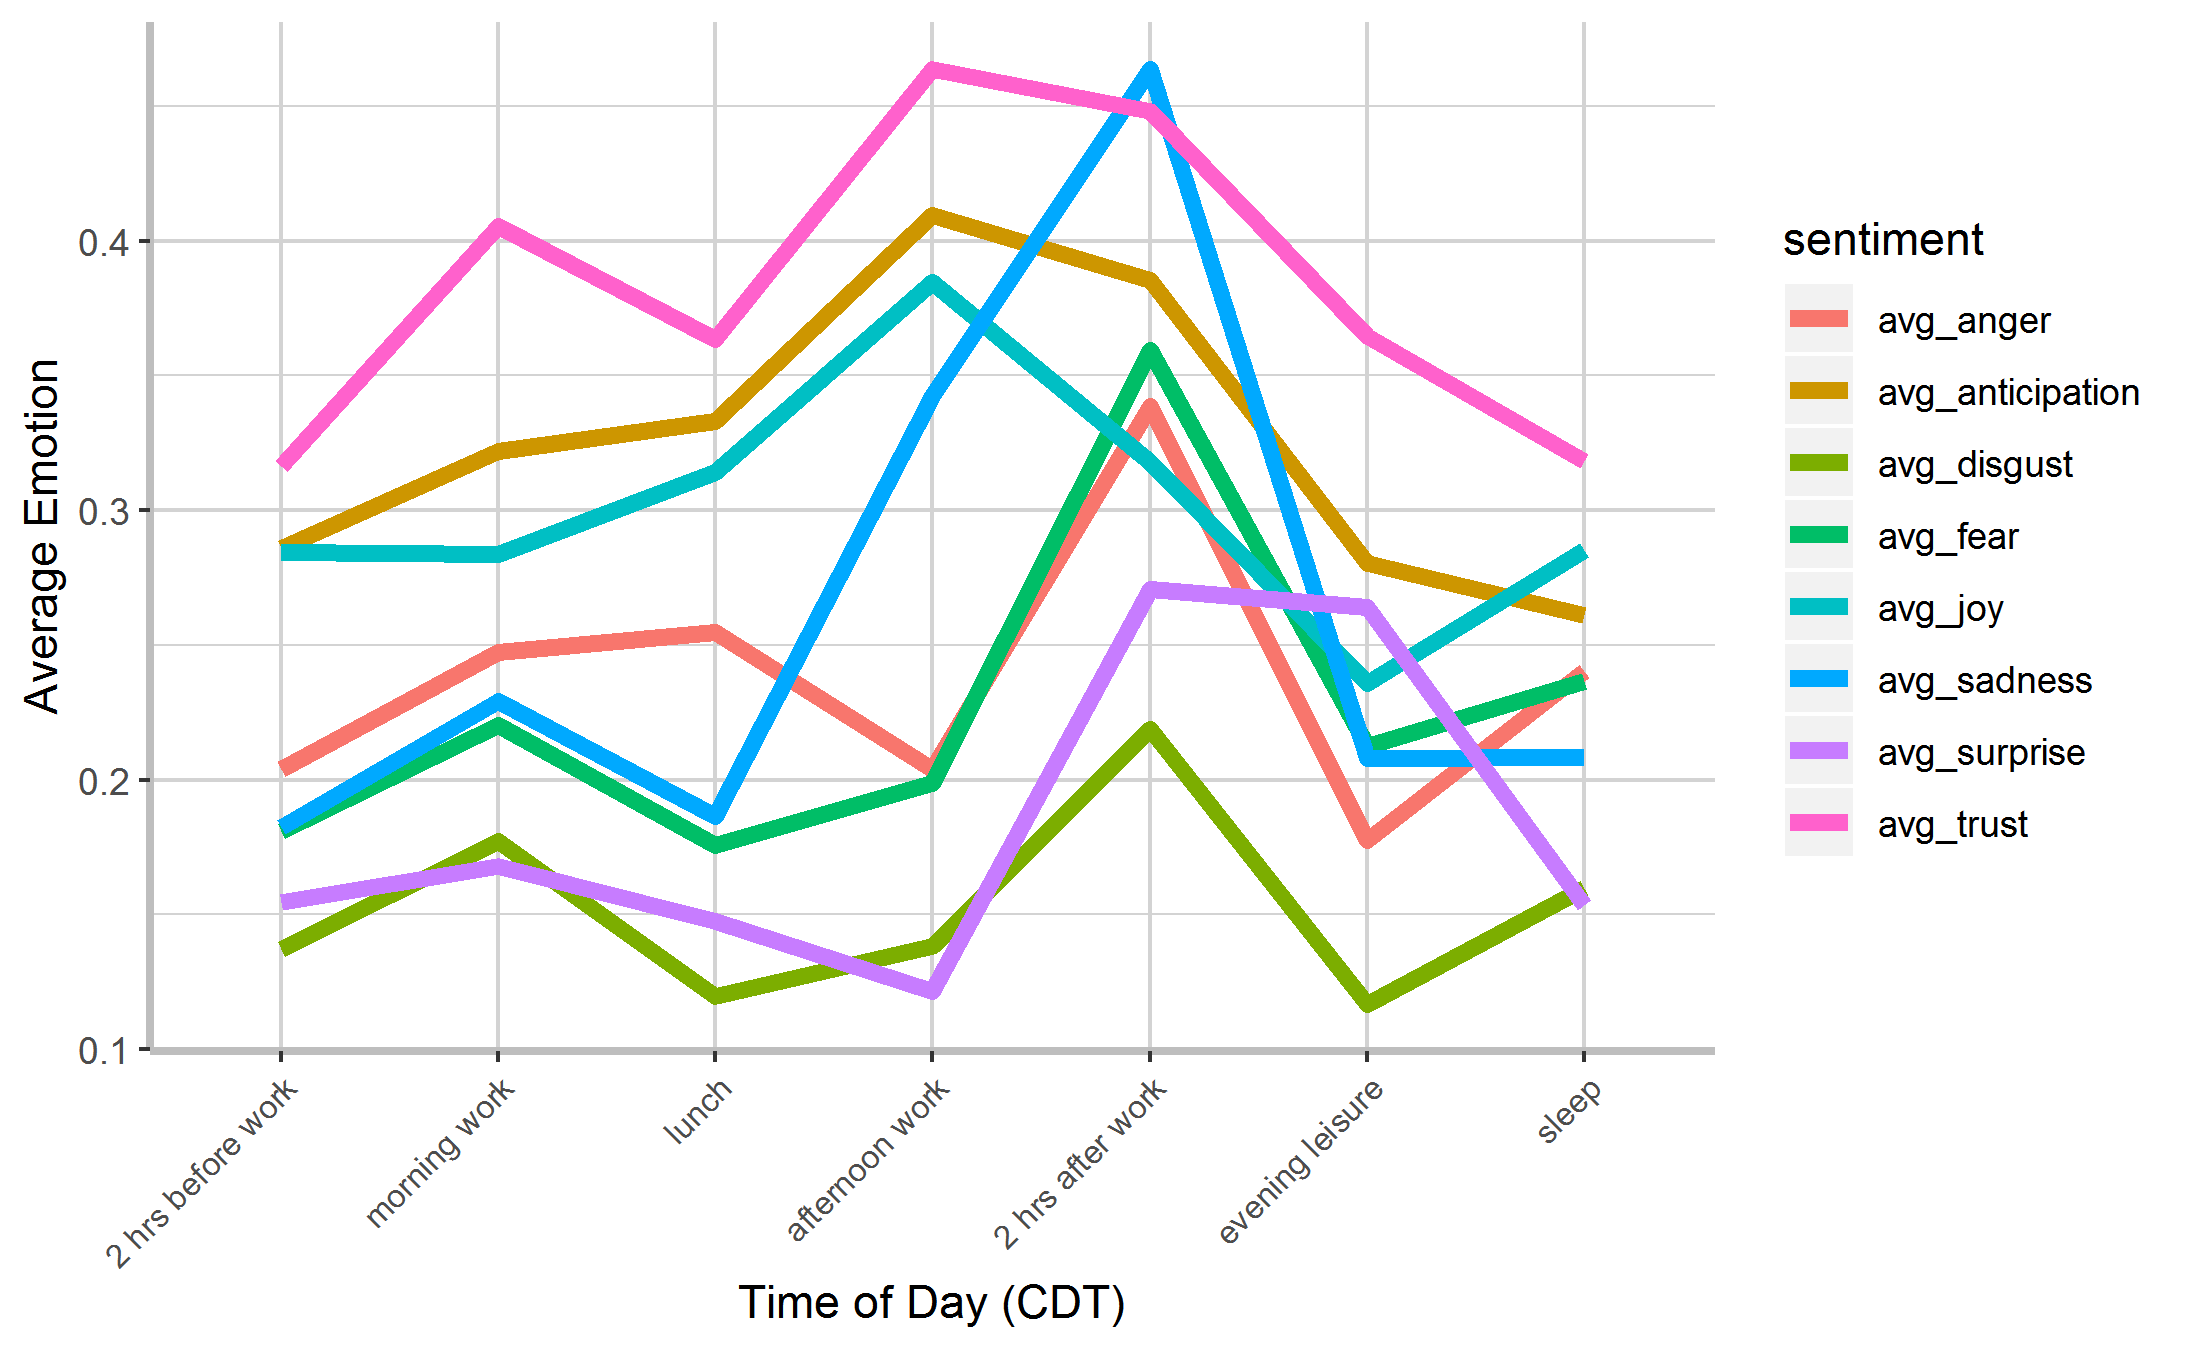 Average Emotion
0.4
0.3
0.2
0.1
2 hrs before work
morning work
lunch
afternoon work
2 hrs after work
evening leisure
sleep
Time of Day (CDT)
sentiment
avg_anger
avg_anticipation
avg_disgust
avg_fear
avg_joy
avg_sadness
avg_surprise
avg_trust